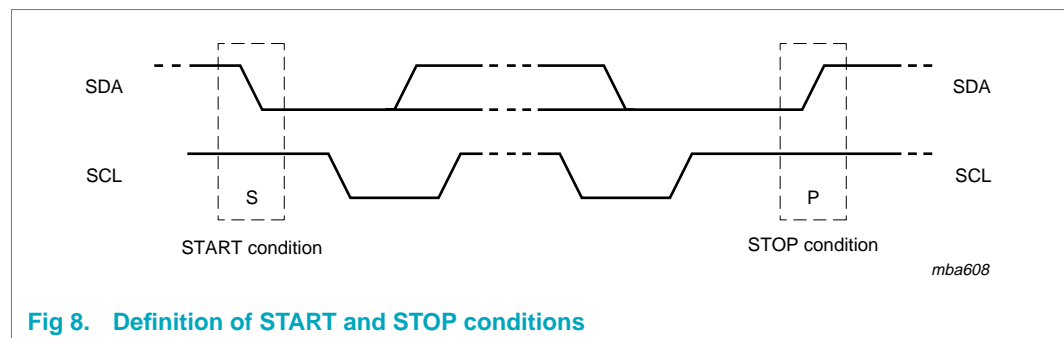 SDA SDA
SCL SCL
S P
START condition STOP condition
mba608
Fig 8. Definition of START and STOP conditions